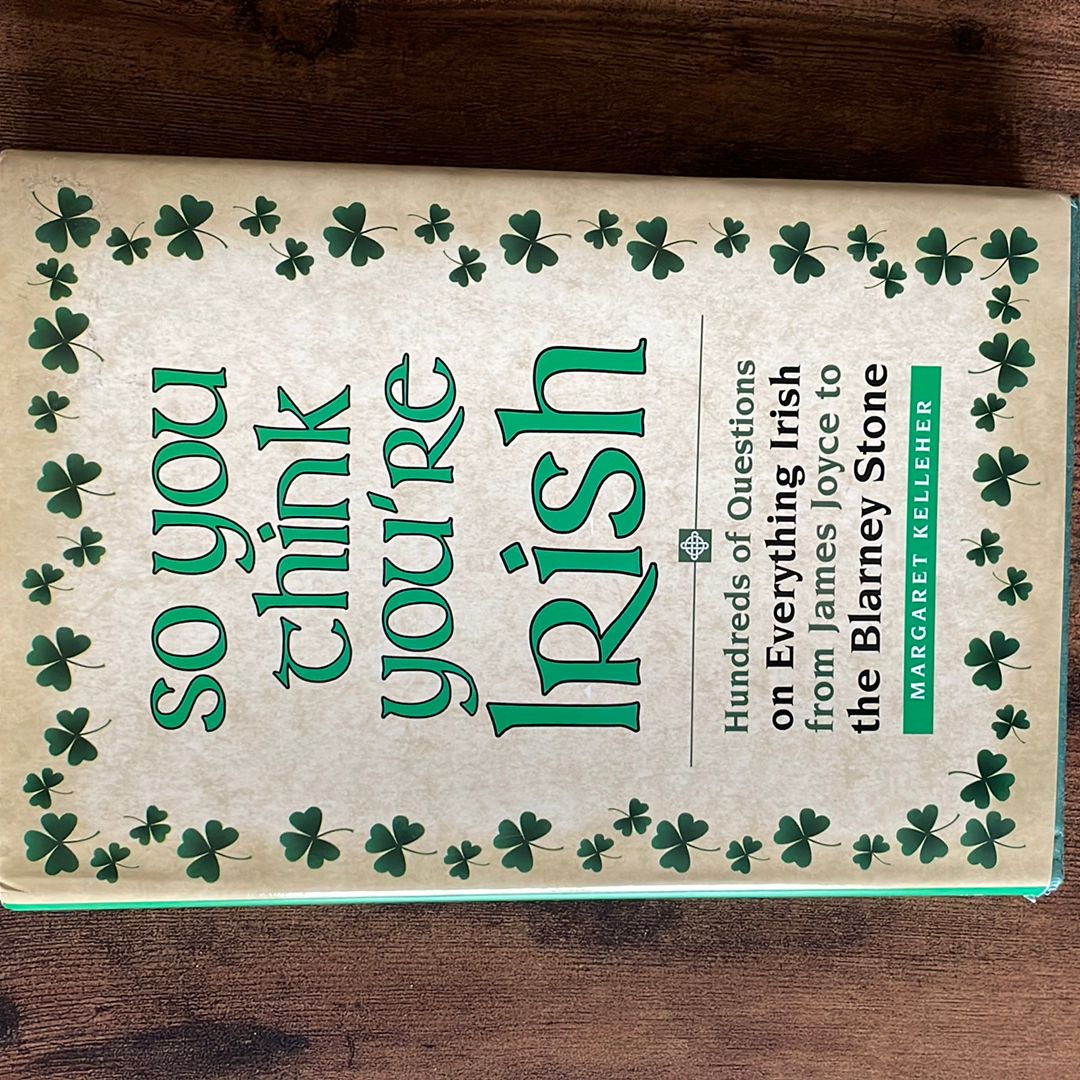 so you
think
you're
Irish
Hundreds of Questions
on Everything Irish
from James Joyce to
the Blarney Stone
MARGARET KELLEHER